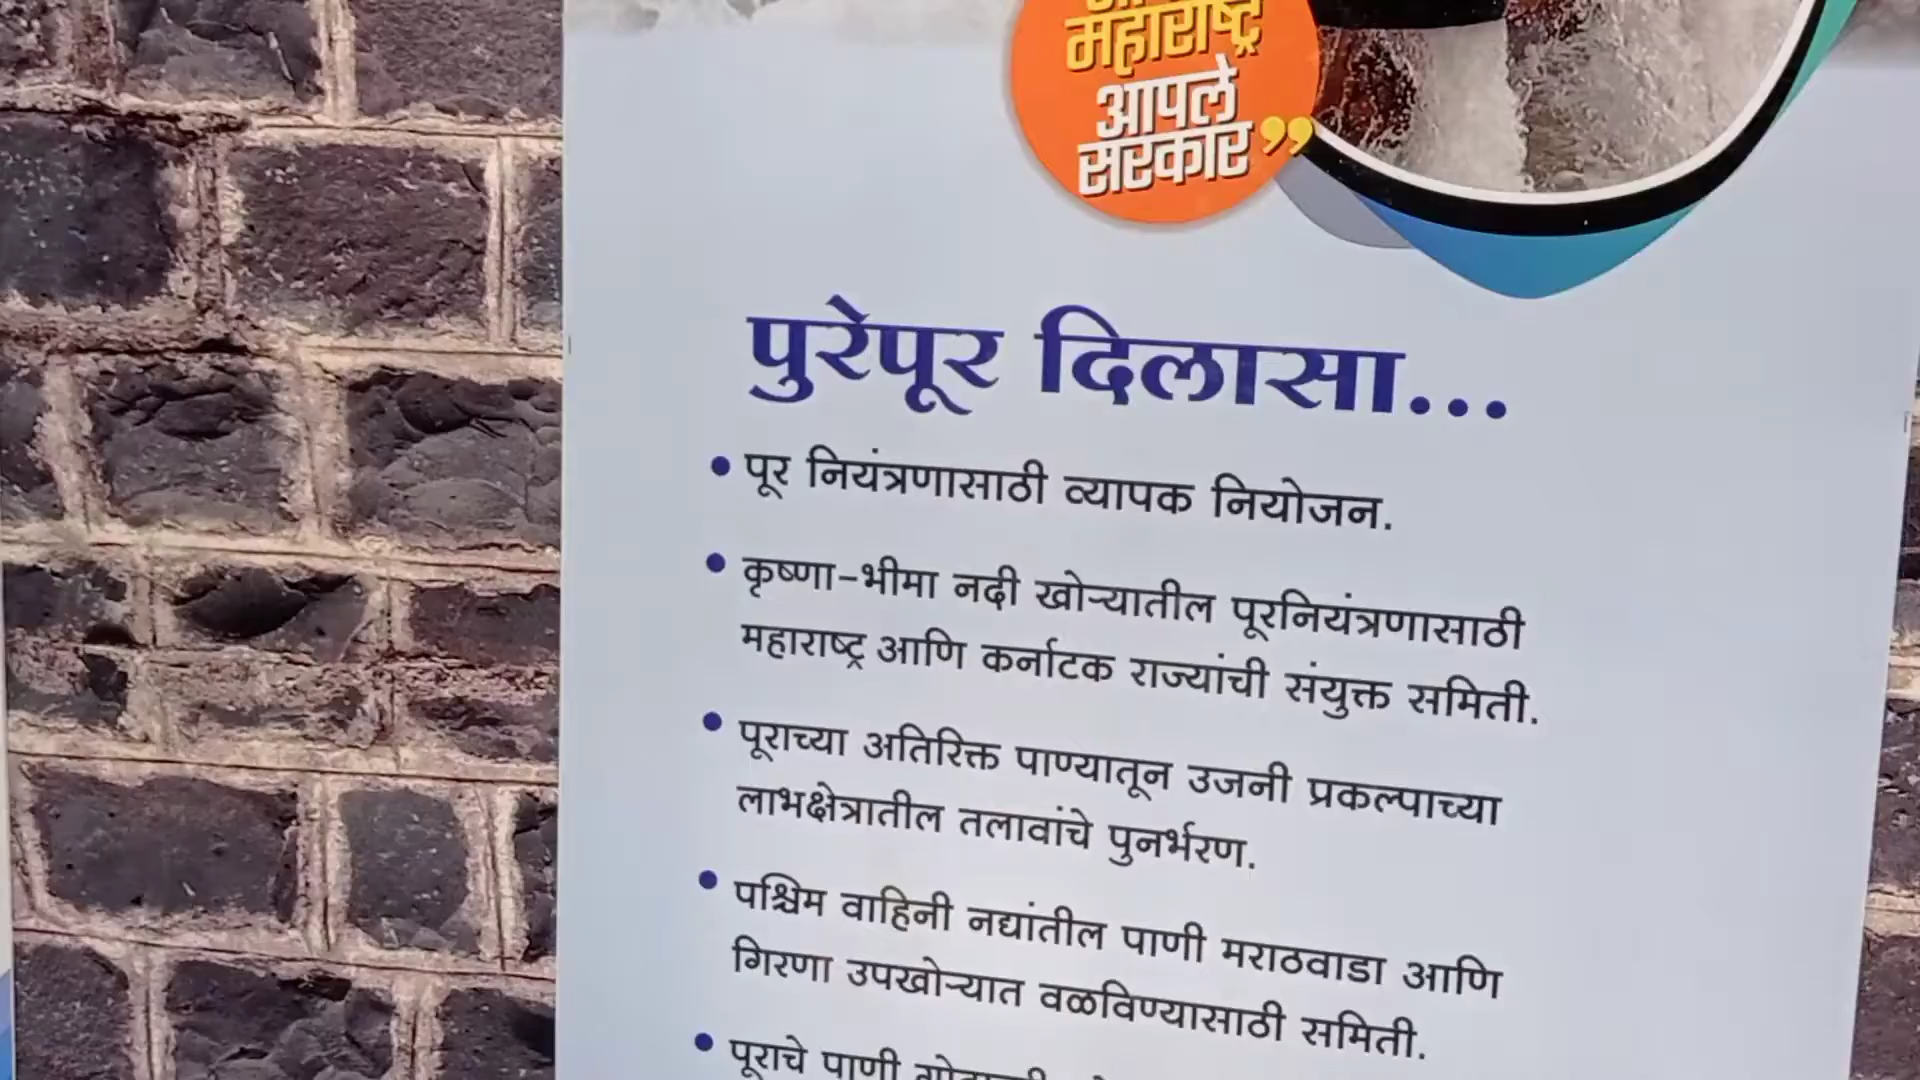 महाराष्ट्र
आपले
सरकार”
पुरेपूर दिलासा...
• पूर नियंत्रणासाठी व्यापक नियोजन.
• कृष्णा-भीमा नदी खोऱ्यातील पूरनियंत्रणासाठी
महाराष्ट्र आणि कर्नाटक राज्यांची संयुक्त समिती.
• पूराच्या अतिरिक्त पाण्यातून उजनी प्रकल्पाच्या
लाभक्षेत्रातील तलावांचे पुनर्भरण.
• पश्चिम वाहिनी नद्यांतील पाणी मराठवाडा आणि
गिरणा उपखोऱ्यात वळविण्यासाठी समिती.
• पूराचे पाणी